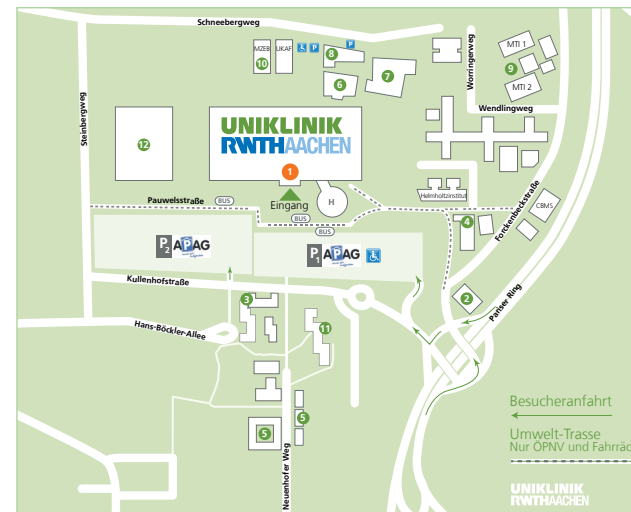 Schneebergweg
MZEB
UKAF
P
P
8
10
7
6
Worringerweg
MTI 1
9
MTI 2
Wendlingweg
Steinbergweg
12
UNIKLINIK
RWTHAACHEN
1
Eingang
H
Pauwelsstraße
BUS
BUS
BUS
Helmholtzinstitut
CBMS
4
Forckenbeckstraße
P2 APAG
P1 APAG
Kullenhofstraße
2
Pariser Ring
3
11
Hans-Böckler-Allee
5
5
Neuenhofer Weg
Besucheranfahrt
Umwelt-Trasse
Nur ÖPNV und Fahrräd
UNIKLINIK
RWTHAACHEN